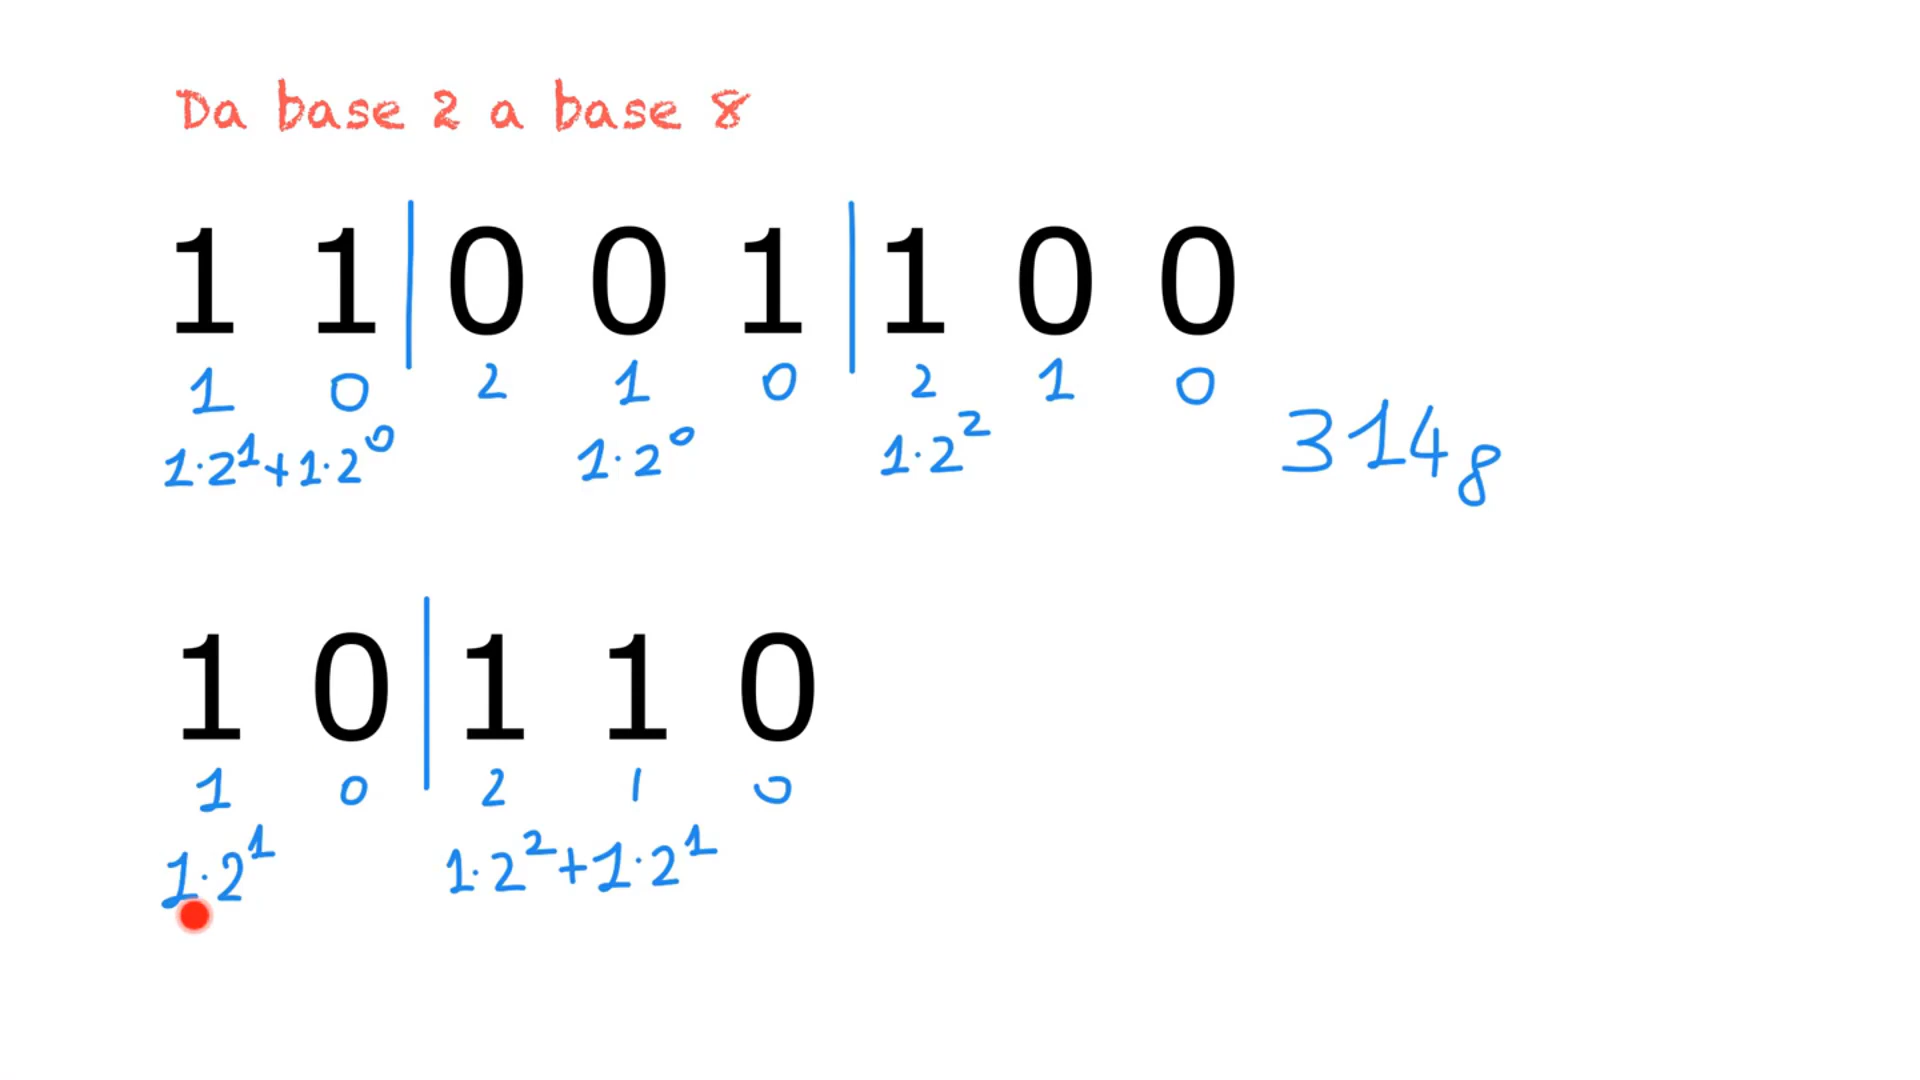 Da base 2 a base 8
1 1 | 0 0 1 | 1 0 0
1 0 2 1 0 2 1 0
1·2¹+1·2⁰ 1·2⁰ 1·2² 314₈
1 0 | 1 1 0
1 0 2 1 0
1·2¹ 1·2²+1·2¹